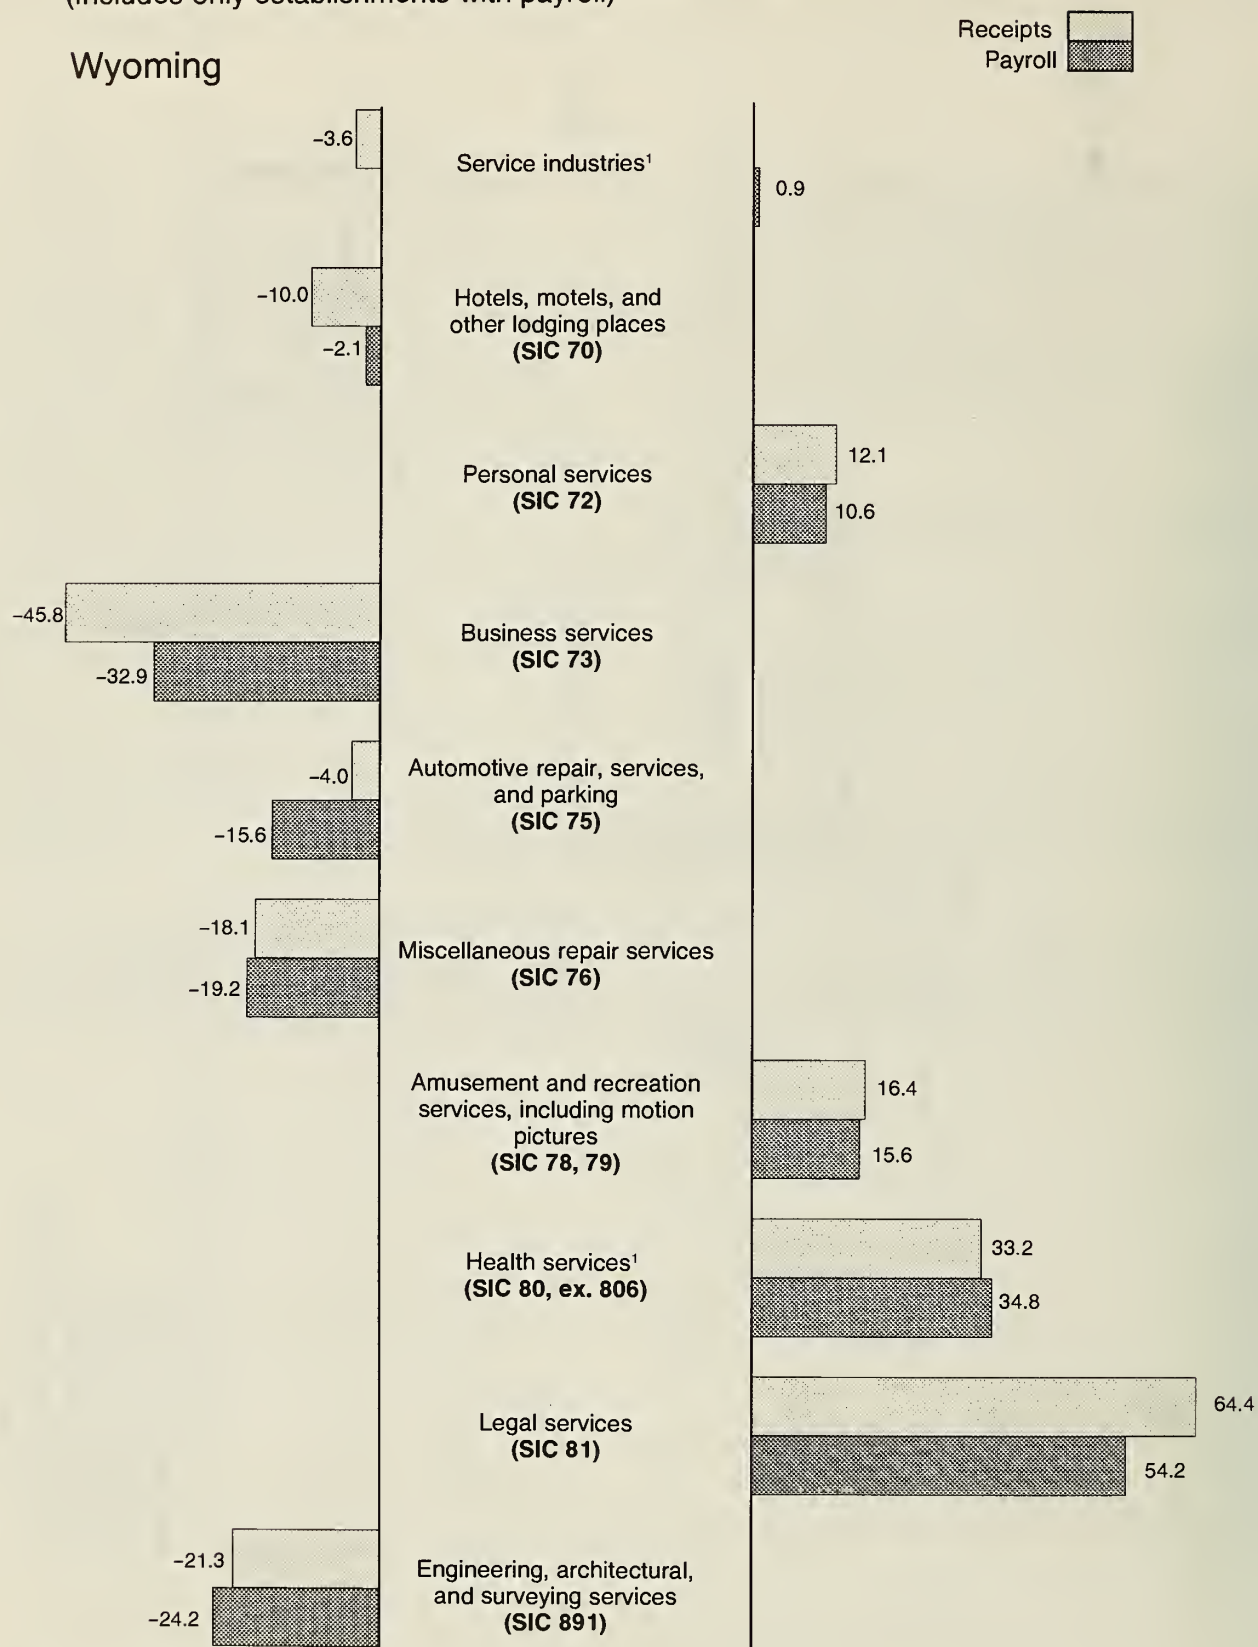 (Includes only establishments with payroll)
Receipts
Payroll
Wyoming
-3.6
Service industries¹
0.9
-10.0
-2.1
Hotels, motels, and
other lodging places
(SIC 70)
Personal services
(SIC 72)
12.1
10.6
-45.8
-32.9
Business services
(SIC 73)
-4.0
-15.6
Automotive repair, services,
and parking
(SIC 75)
-18.1
-19.2
Miscellaneous repair services
(SIC 76)
Amusement and recreation
services, including motion
pictures
(SIC 78, 79)
16.4
15.6
Health services¹
(SIC 80, ex. 806)
33.2
34.8
Legal services
(SIC 81)
64.4
54.2
-21.3
-24.2
Engineering, architectural,
and surveying services
(SIC 891)